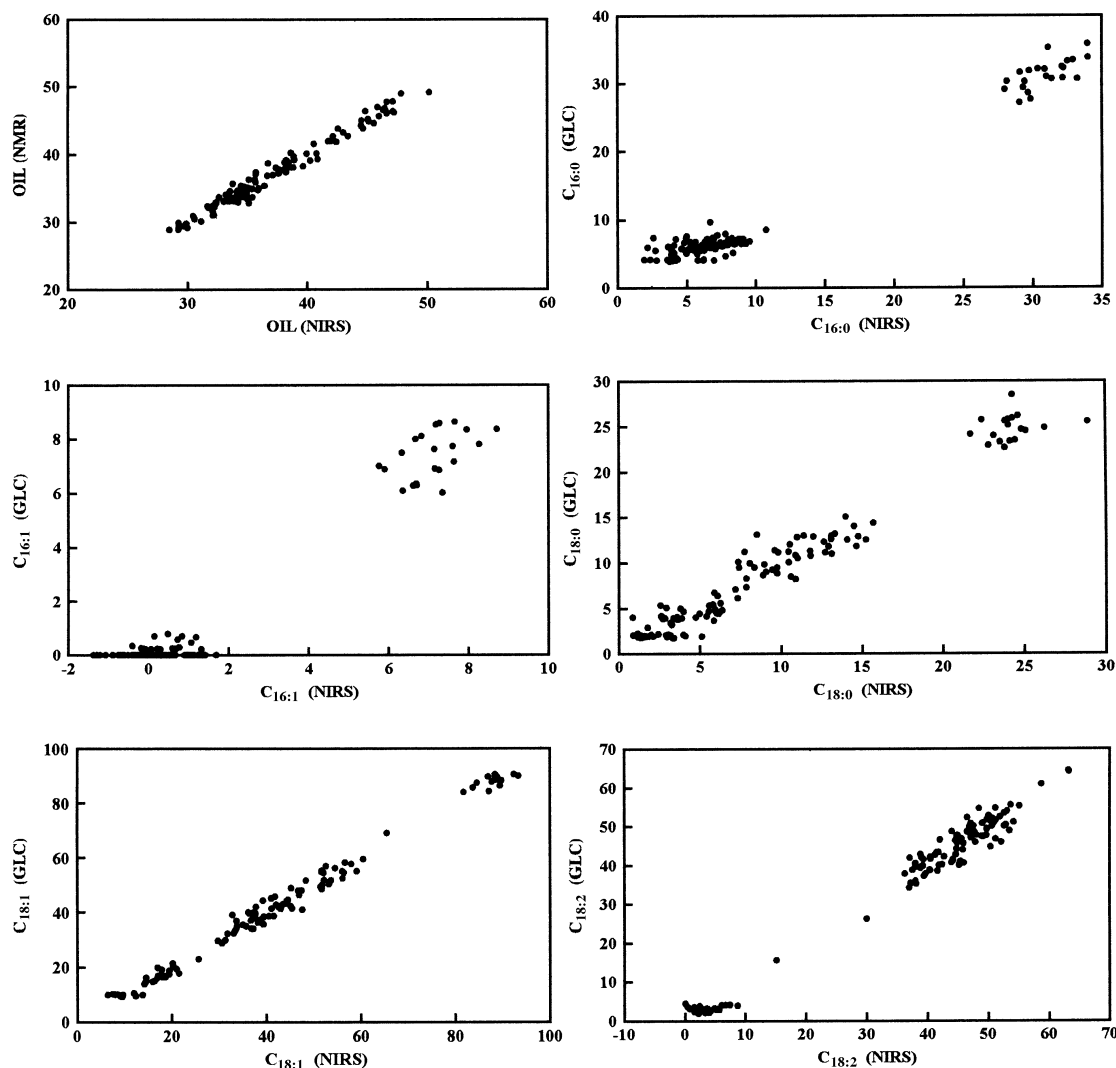 60
50
40
30
20
OIL (NMR)
20 30 40 50 60
OIL (NIRS)
40
30
20
10
0
C16:0 (GLC)
0 5 10 15 20 25 30 35
C16:0 (NIRS)
10
8
6
4
2
0
C16:1 (GLC)
-2 0 2 4 6 8 10
C16:1 (NIRS)
30
25
20
15
10
5
0
C18:0 (GLC)
0 5 10 15 20 25 30
C18:0 (NIRS)
100
80
60
40
20
0
C18:1 (GLC)
0 20 40 60 80 100
C18:1 (NIRS)
70
60
50
40
30
20
10
0
C18:2 (GLC)
-10 0 10 20 30 40 50 60 70
C18:2 (NIRS)